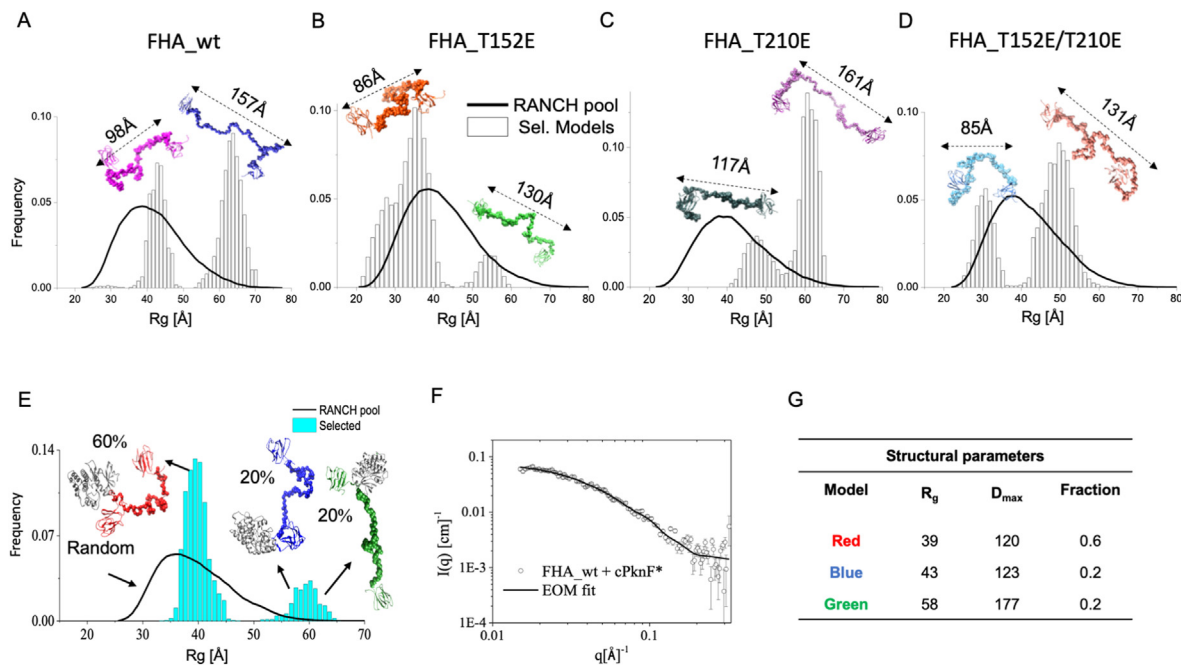 A
FHA_wt
98Å
157Å
0.10
0.05
0.00
Frequency
20 30 40 50 60 70 80
Rg [Å]
B
FHA_T152E
86Å
RANCH pool
Sel. Models
130Å
0.10
0.05
0.00
20 30 40 50 60 70 80
Rg [Å]
C
FHA_T210E
161Å
117Å
0.10
0.05
0.00
20 30 40 50 60 70 80
Rg [Å]
D
FHA_T152E/T210E
85Å
131Å
0.10
0.05
0.00
20 30 40 50 60 70 80
Rg [Å]
E
RANCH pool
Selected
60%
20%
20%
Random
0.14
0.07
0.00
Frequency
20 30 40 50 60 70
Rg [Å]
F
I(q) [cm]⁻¹
0.1
0.01
1E-3
1E-4
FHA_wt + cPknF*
EOM fit
0.01 0.1
q[Å]⁻¹
G
Structural parameters
Model Rg Dmax Fraction
Red 39 120 0.6
Blue 43 123 0.2
Green 58 177 0.2